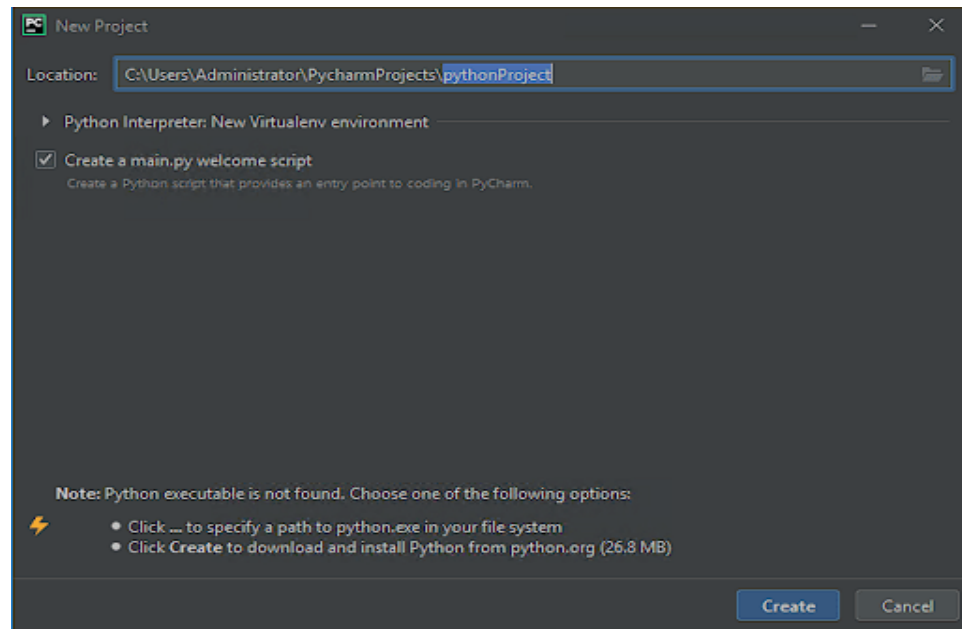 PC New Project
Location: C:\Users\Administrator\PycharmProjects\pythonProject
Python Interpreter: New Virtualenv environment
Create a main.py welcome script
Create a Python script that provides an entry point to coding in PyCharm.
Note: Python executable is not found. Choose one of the following options:
• Click ... to specify a path to python.exe in your file system
• Click Create to download and install Python from python.org (26.8 MB)
Create Cancel